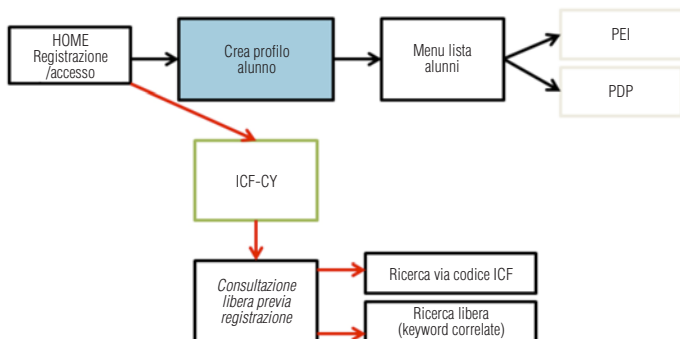 HOME
Registrazione
/accesso
Crea profilo
alunno
Menu lista
alunni
PEI
PDP
ICF-CY
Consultazione
libera previa
registrazione
Ricerca via codice ICF
Ricerca libera
(keyword correlate)